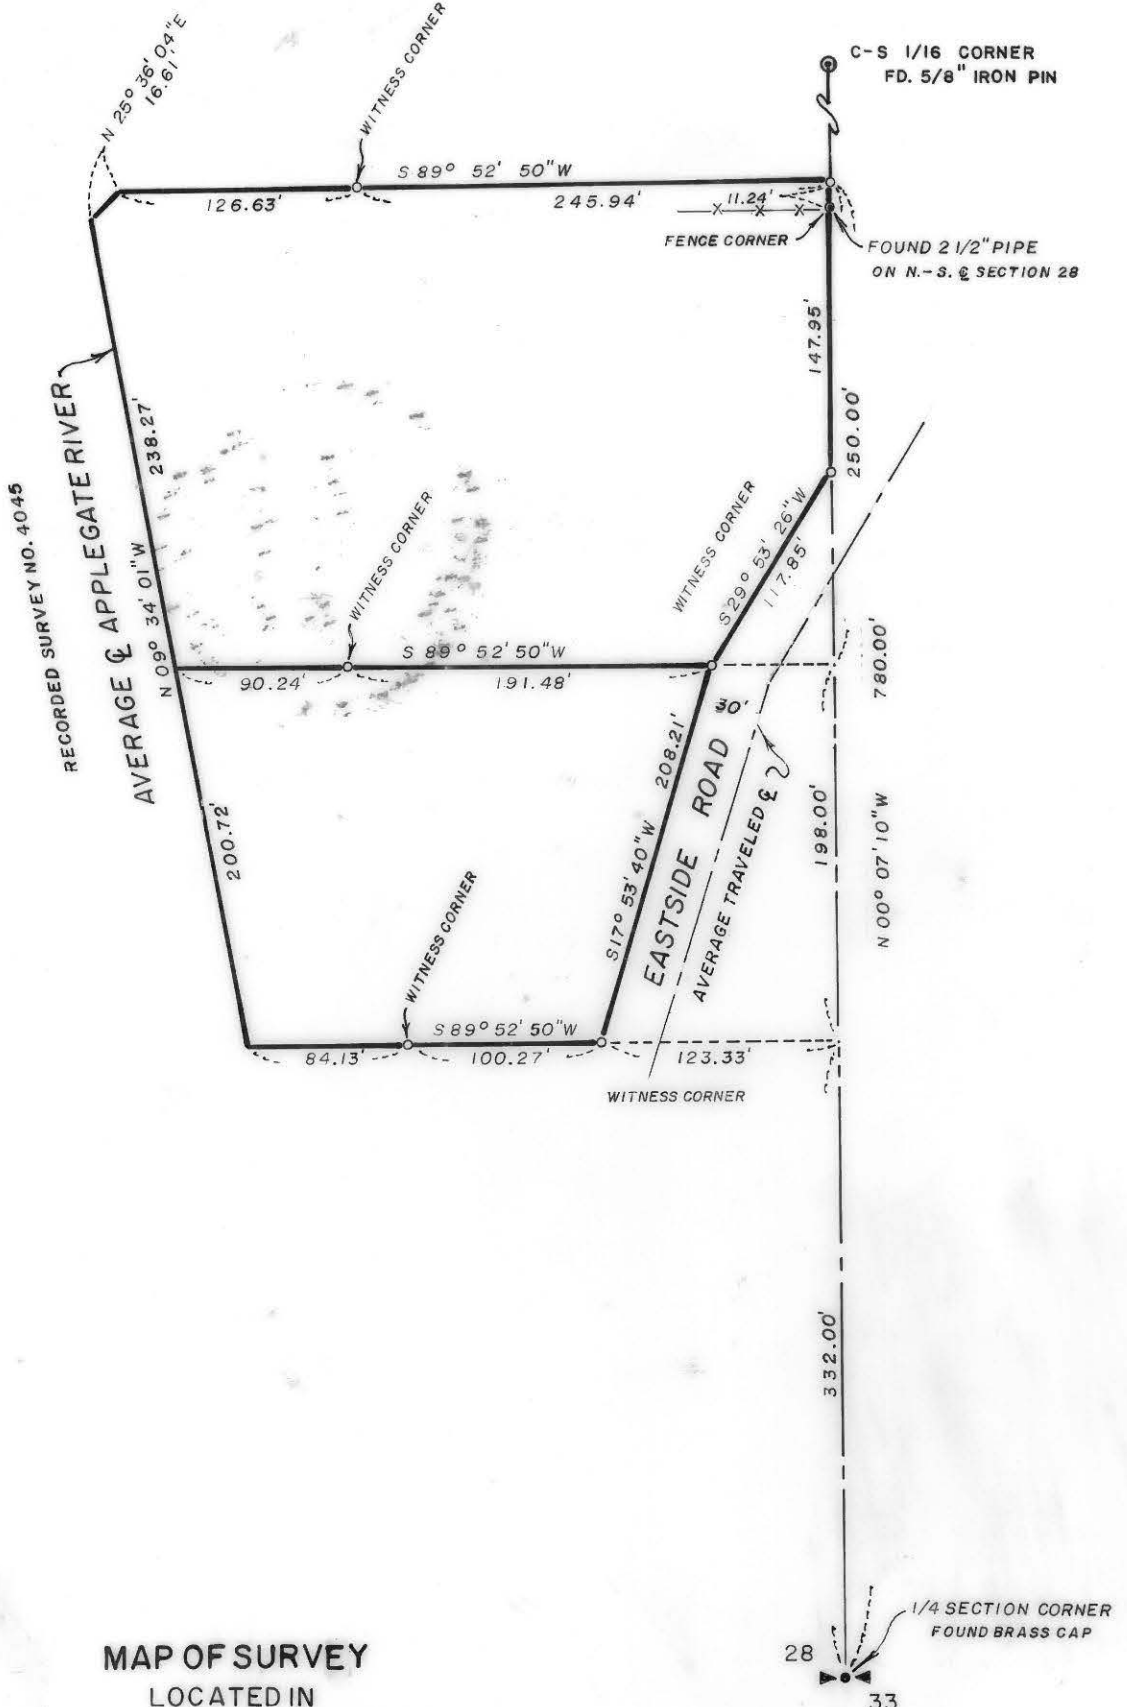 N 25° 36' 04" E
16.61'
WITNESS CORNER
C-S 1/16 CORNER
FD. 5/8" IRON PIN
S 89° 52' 50" W
126.63'
245.94'
11.24'
FENCE CORNER
FOUND 2 1/2" PIPE
ON N.-S. ℄ SECTION 28
147.95'
250.00'
RECORDED SURVEY NO. 4045
AVERAGE ℄ APPLEGATE RIVER
238.27'
N 09° 34' 01" W
WITNESS CORNER
WITNESS CORNER
S 29° 53' 26" W
117.85'
S 89° 52' 50" W
90.24'
191.48'
30'
780.00'
208.21'
S 17° 53' 40" W
EASTSIDE ROAD
AVERAGE TRAVELED ℄
198.00'
N 00° 07' 10" W
200.72'
WITNESS CORNER
S 89° 52' 50" W
84.13'
100.27'
123.33'
WITNESS CORNER
332.00'
1/4 SECTION CORNER
FOUND BRASS CAP
28
33
MAP OF SURVEY
LOCATED IN